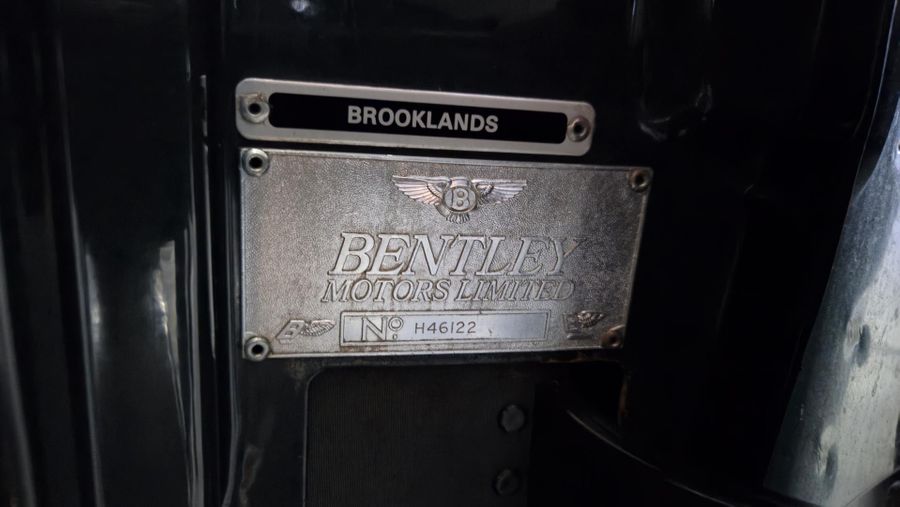 BROOKLANDS
B
BENTLEY
MOTORS LIMITED
B
Nº H46122